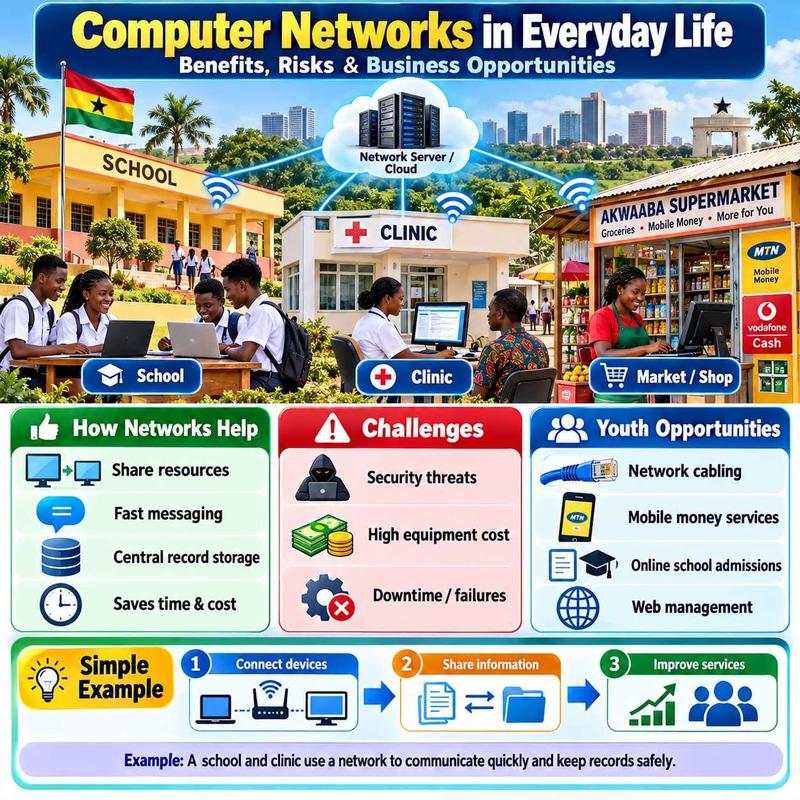 Computer Networks in Everyday Life
Benefits, Risks & Business Opportunities
Network Server /
Cloud
SCHOOL
CLINIC
AKWAABA SUPERMARKET
Groceries • Mobile Money • More for You
MTN
Mobile
Money
vodafone
Cash
School
Clinic
Market / Shop
How Networks Help
Share resources
Fast messaging
Central record storage
Saves time & cost
Challenges
Security threats
High equipment cost
Downtime / failures
Youth Opportunities
Network cabling
MTN
Mobile money services
Online school admissions
Web management
Simple
Example
1 Connect devices
2 Share information
3 Improve services
Example: A school and clinic use a network to communicate quickly and keep records safely.